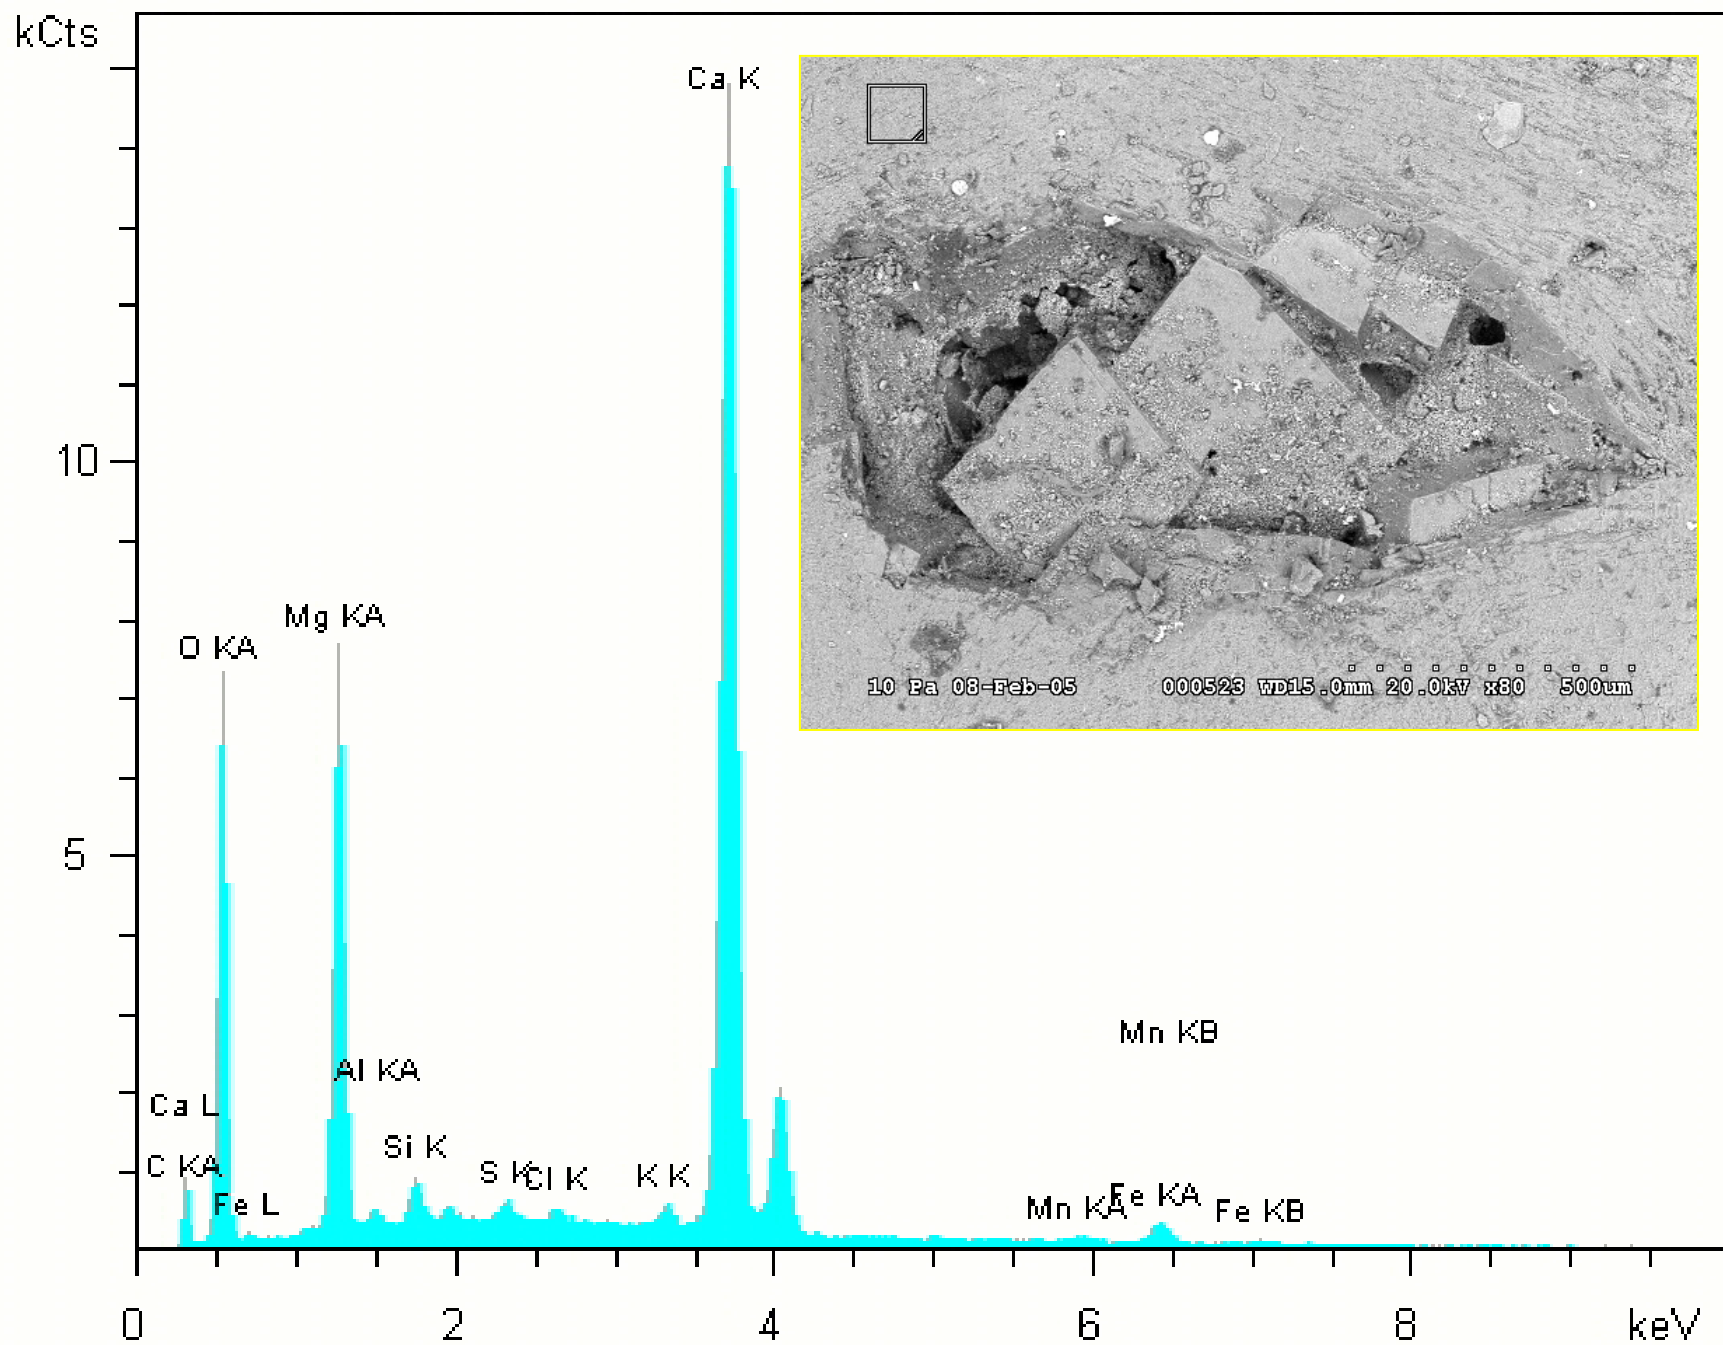 kCts
Ca K
10 Pa 08-Feb-05 000523 WD15.0mm 20.0kV x80 500um
10
Mg KA
O KA
5
Mn KB
Al KA
Ca L
Si K
C KA
S K
Cl K
K K
Fe L
Mn KA
Fe KA
Fe KB
0 2 4 6 8 keV